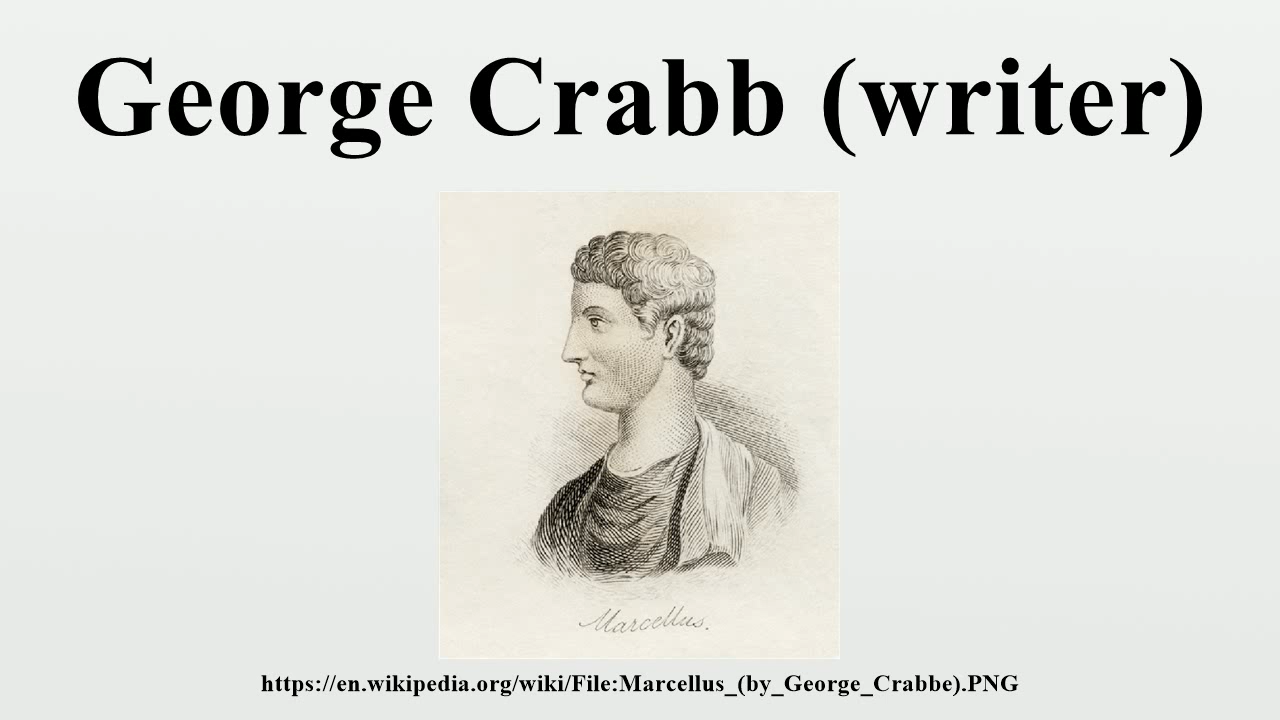 George Crabb (writer)
Marcellus.
https://en.wikipedia.org/wiki/File:Marcellus_(by_George_Crabbe).PNG